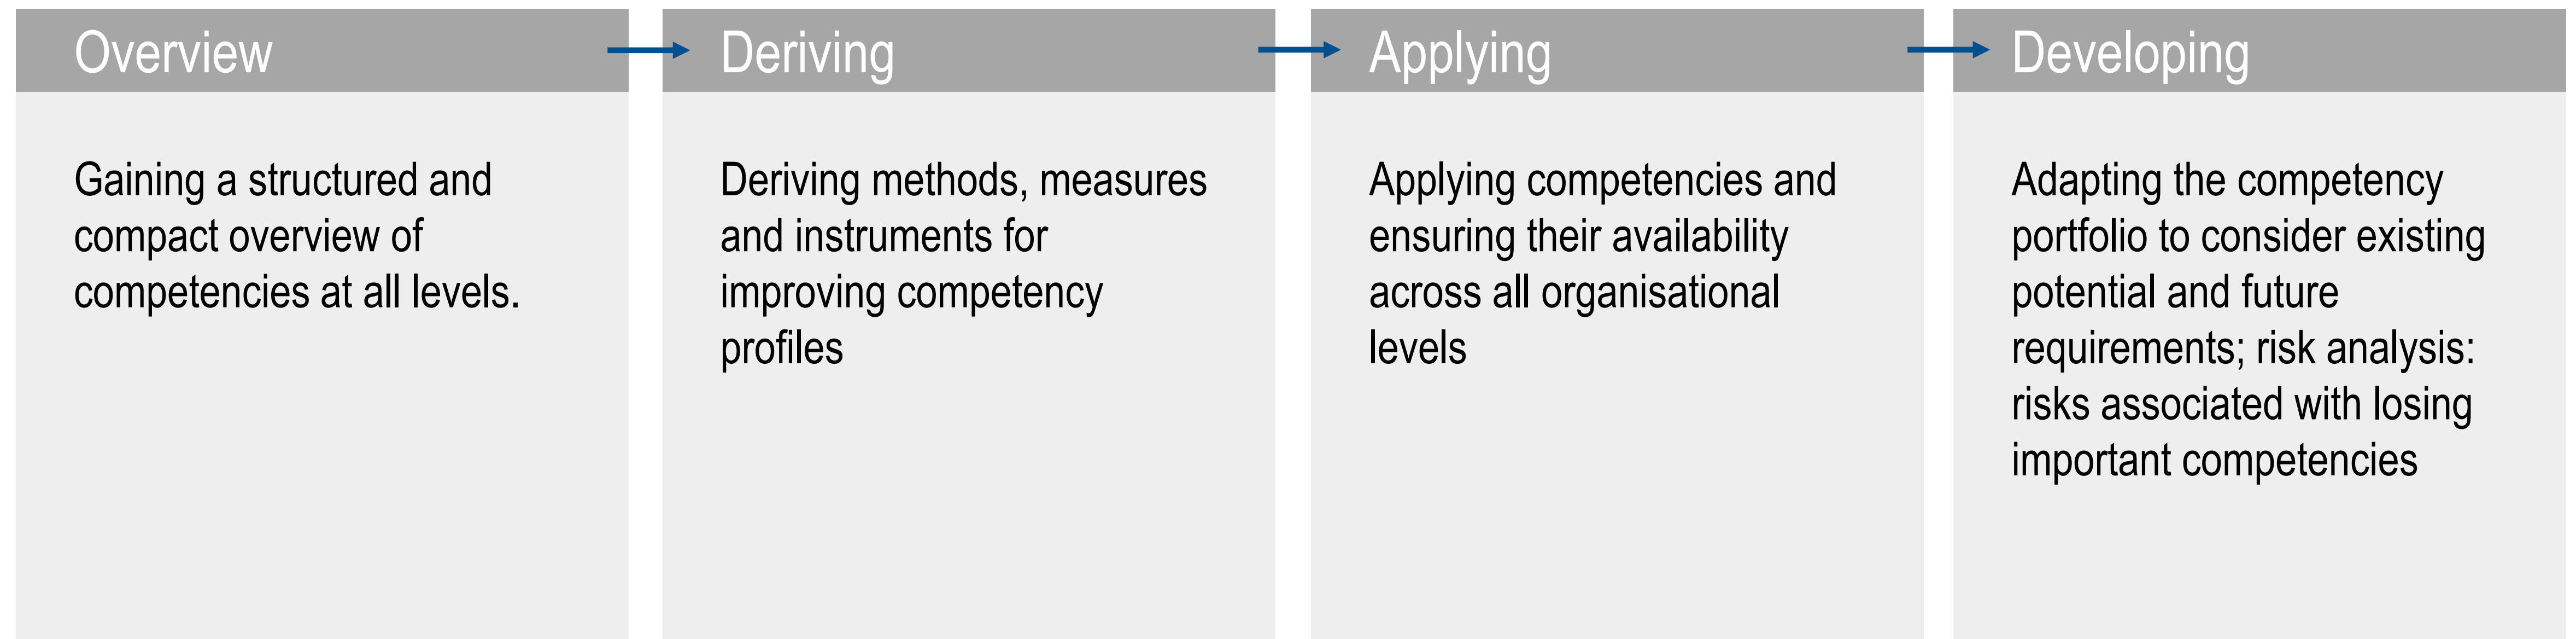 Overview
Gaining a structured and
compact overview of
competencies at all levels.
Deriving
Deriving methods, measures
and instruments for
improving competency
profiles
Applying
Applying competencies and
ensuring their availability
across all organisational
levels
Developing
Adapting the competency
portfolio to consider existing
potential and future
requirements; risk analysis:
risks associated with losing
important competencies